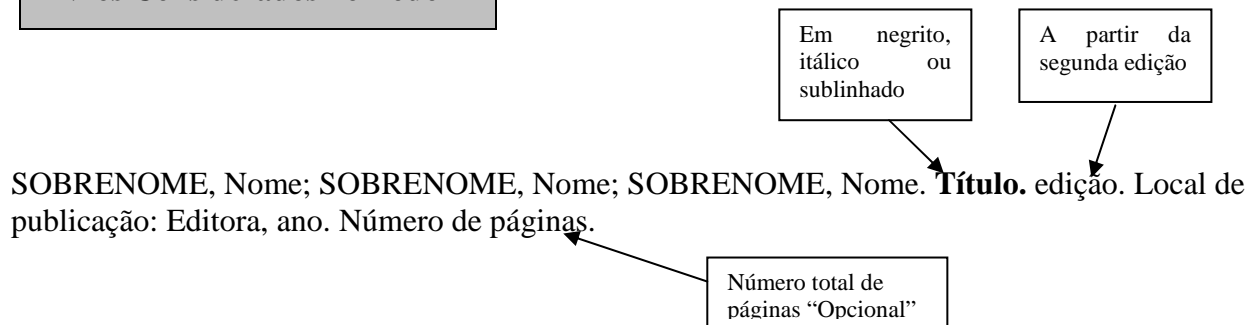 Em negrito,
itálico ou
sublinhado
A partir da
segunda edição
SOBRENOME, Nome; SOBRENOME, Nome; SOBRENOME, Nome. Título. edição. Local de
publicação: Editora, ano. Número de páginas.
Número total de
páginas “Opcional”